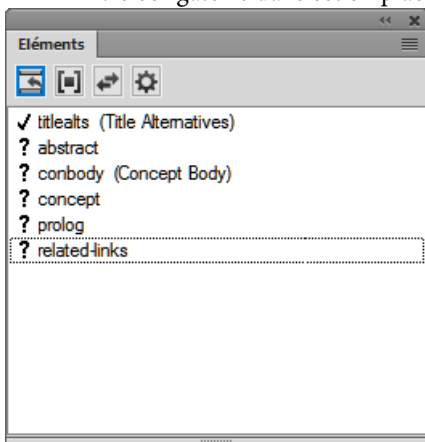 Eléments
✓ titlealts (Title Alternatives)
? abstract
? conbody (Concept Body)
? concept
? prolog
? related-links